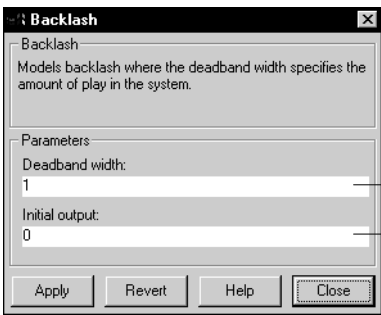 Backlash
Backlash
Models backlash where the deadband width specifies the
amount of play in the system.
Parameters
Deadband width:
1
Initial output:
0
Apply Revert Help Close